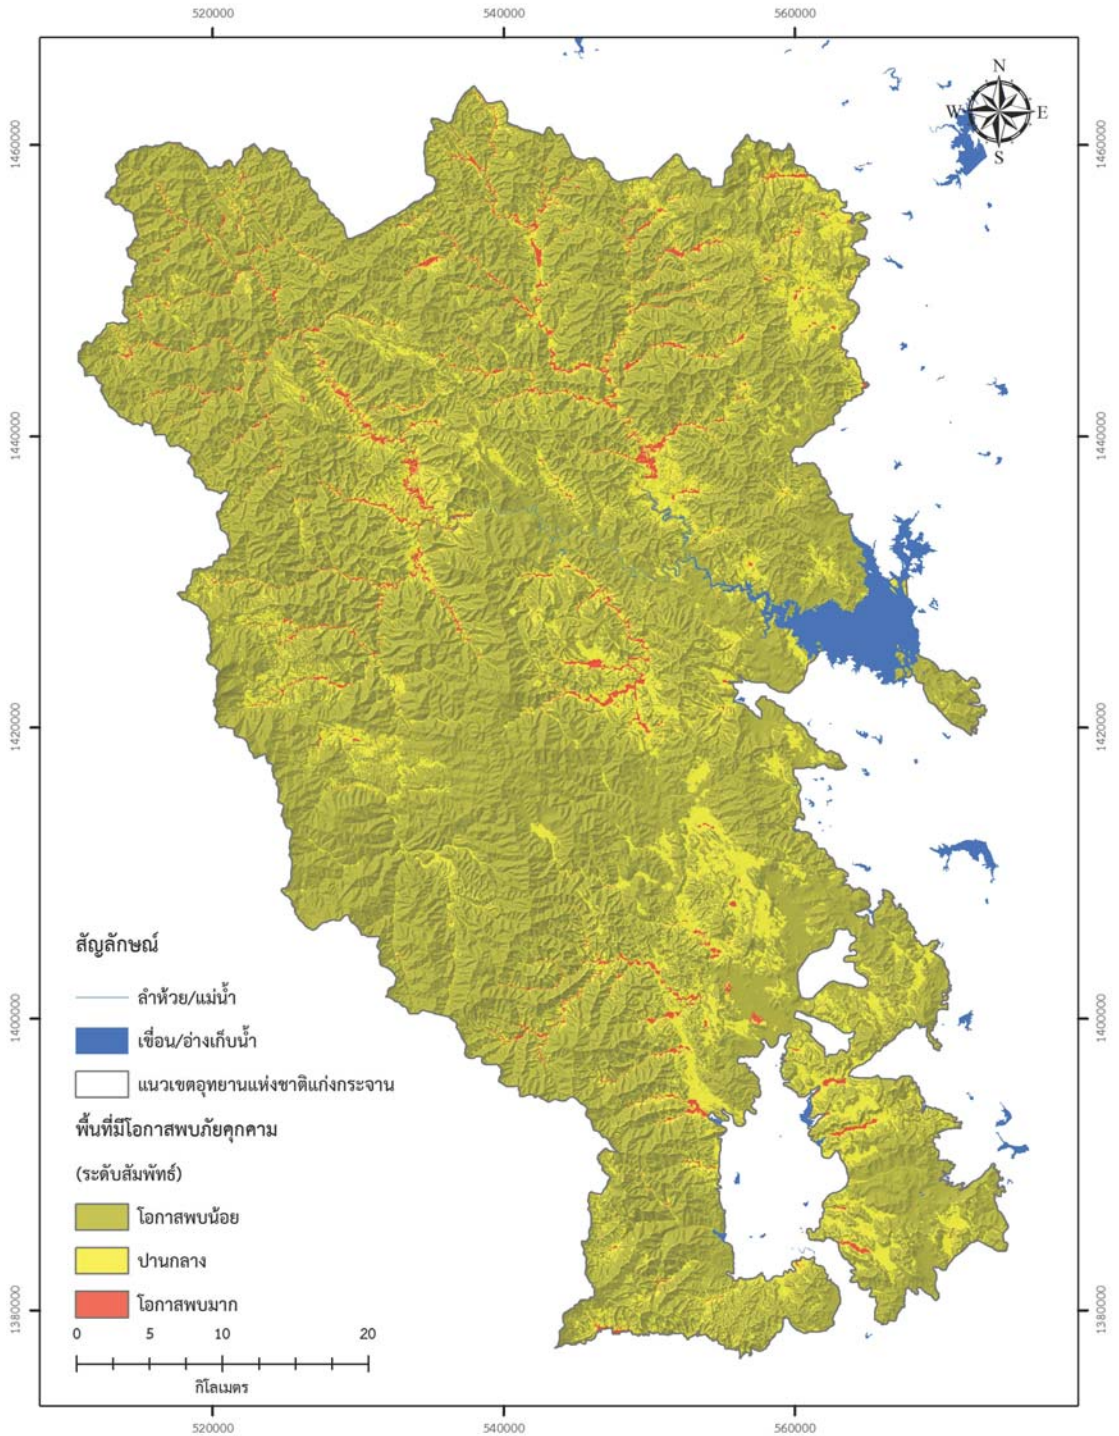 520000 540000 560000
N
W E
S
1460000 1460000
1440000 1440000
1420000 1420000
1400000 1400000
1380000 1380000
สัญลักษณ์
ลำห้วย/แม่น้ำ
เขื่อน/อ่างเก็บน้ำ
แนวเขตอุทยานแห่งชาติแก่งกระจาน
พื้นที่มีโอกาสพบภัยคุกคาม
(ระดับสัมพัทธ์)
โอกาสพบน้อย
ปานกลาง
โอกาสพบมาก
0 5 10 20
กิโลเมตร
520000 540000 560000